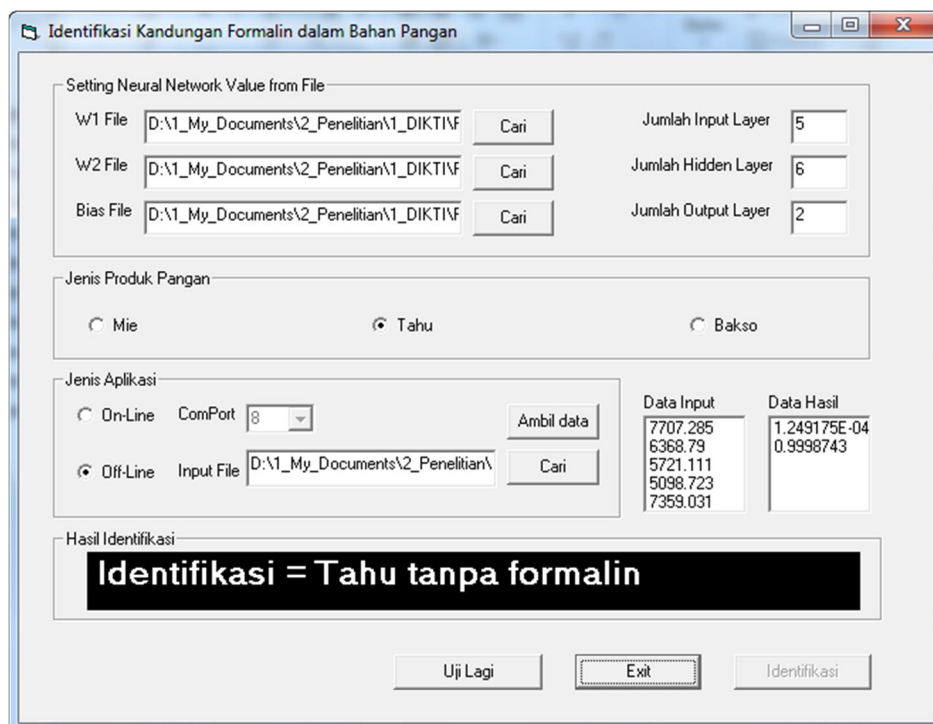 Identifikasi Kandungan Formalin dalam Bahan Pangan
Setting Neural Network Value from File
W1 File D:\1_My_Documents\2_Penelitian\1_DIKTI\F Cari Jumlah Input Layer 5
W2 File D:\1_My_Documents\2_Penelitian\1_DIKTI\F Cari Jumlah Hidden Layer 6
Bias File D:\1_My_Documents\2_Penelitian\1_DIKTI\F Cari Jumlah Output Layer 2
Jenis Produk Pangan
Mie Tahu Bakso
Jenis Aplikasi
On-Line ComPort 8 Ambil data
Off-Line Input File D:\1_My_Documents\2_Penelitian\ Cari
Data Input
7707.285
6368.79
5721.111
5098.723
7359.031
Data Hasil
1.249175E-04
0.9998743
Hasil Identifikasi
Identifikasi = Tahu tanpa formalin
Uji Lagi Exit Identifikasi